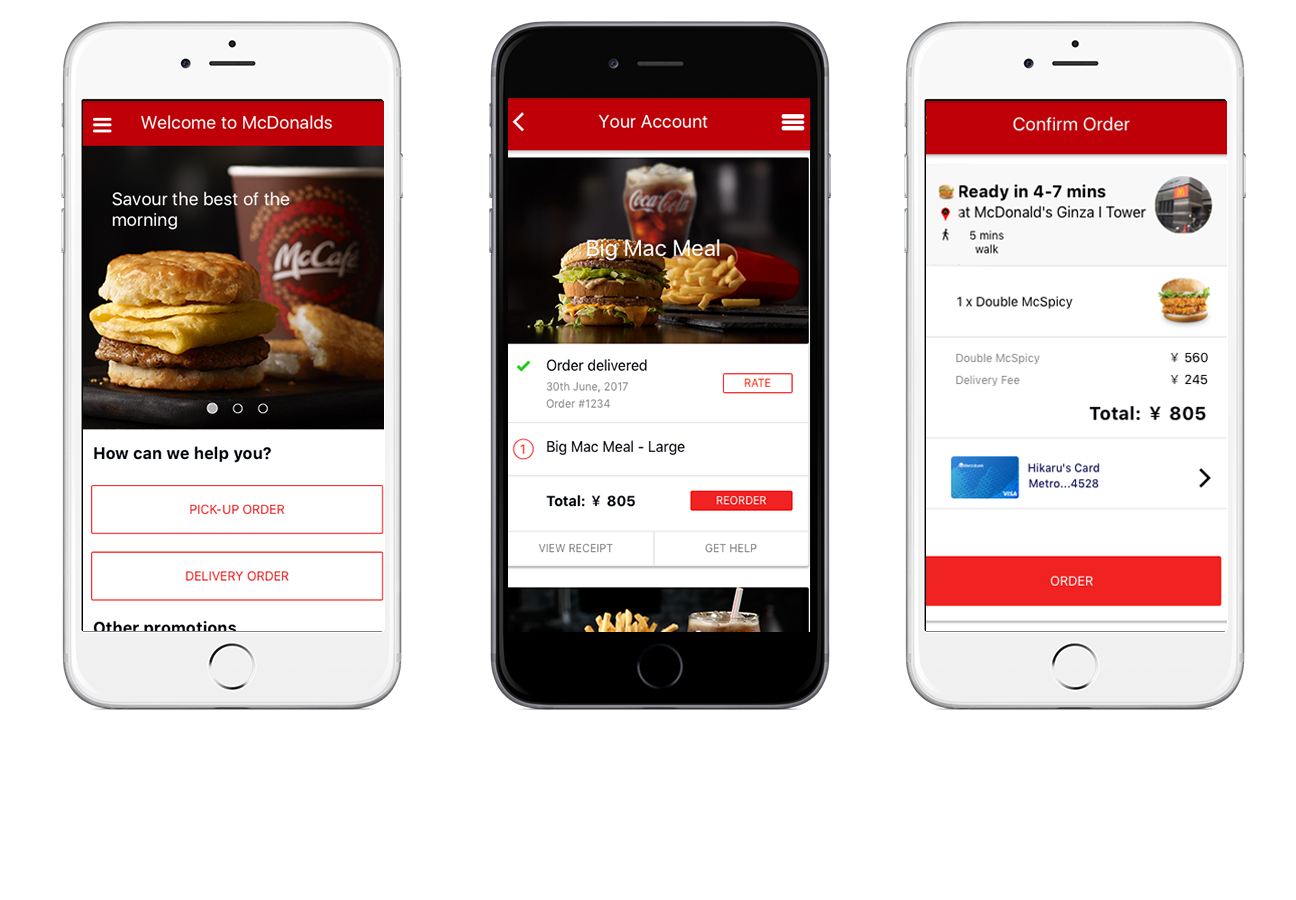 Welcome to McDonalds
Savour the best of the
morning
McCafé
How can we help you?
PICK-UP ORDER
DELIVERY ORDER
Other promotions
Your Account
Coca-Cola
Big Mac Meal
Order delivered
30th June, 2017
Order #1234
RATE
1
Big Mac Meal - Large
Total: ¥ 805
REORDER
VIEW RECEIPT
GET HELP
Confirm Order
Ready in 4-7 mins
at McDonald's Ginza I Tower
5 mins
walk
1 x Double McSpicy
Double McSpicy ¥ 560
Delivery Fee ¥ 245
Total: ¥ 805
VISA
Hikaru's Card
Metro...4528
ORDER